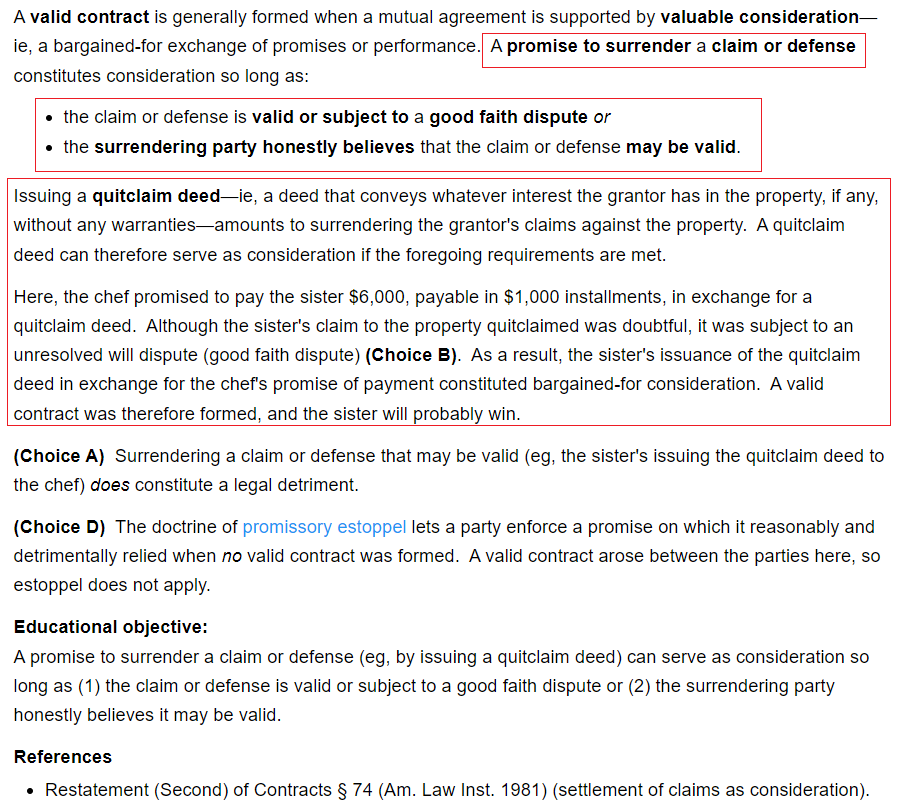 A valid contract is generally formed when a mutual agreement is supported by valuable consideration—
ie, a bargained-for exchange of promises or performance. A promise to surrender a claim or defense
constitutes consideration so long as:
• the claim or defense is valid or subject to a good faith dispute or
• the surrendering party honestly believes that the claim or defense may be valid.
Issuing a quitclaim deed—ie, a deed that conveys whatever interest the grantor has in the property, if any,
without any warranties—amounts to surrendering the grantor's claims against the property. A quitclaim
deed can therefore serve as consideration if the foregoing requirements are met.
Here, the chef promised to pay the sister $6,000, payable in $1,000 installments, in exchange for a
quitclaim deed. Although the sister's claim to the property quitclaimed was doubtful, it was subject to an
unresolved will dispute (good faith dispute) (Choice B). As a result, the sister's issuance of the quitclaim
deed in exchange for the chef's promise of payment constituted bargained-for consideration. A valid
contract was therefore formed, and the sister will probably win.
(Choice A) Surrendering a claim or defense that may be valid (eg, the sister's issuing the quitclaim deed to
the chef) does constitute a legal detriment.
(Choice D) The doctrine of promissory estoppel lets a party enforce a promise on which it reasonably and
detrimentally relied when no valid contract was formed. A valid contract arose between the parties here, so
estoppel does not apply.
Educational objective:
A promise to surrender a claim or defense (eg, by issuing a quitclaim deed) can serve as consideration so
long as (1) the claim or defense is valid or subject to a good faith dispute or (2) the surrendering party
honestly believes it may be valid.
References
• Restatement (Second) of Contracts § 74 (Am. Law Inst. 1981) (settlement of claims as consideration).